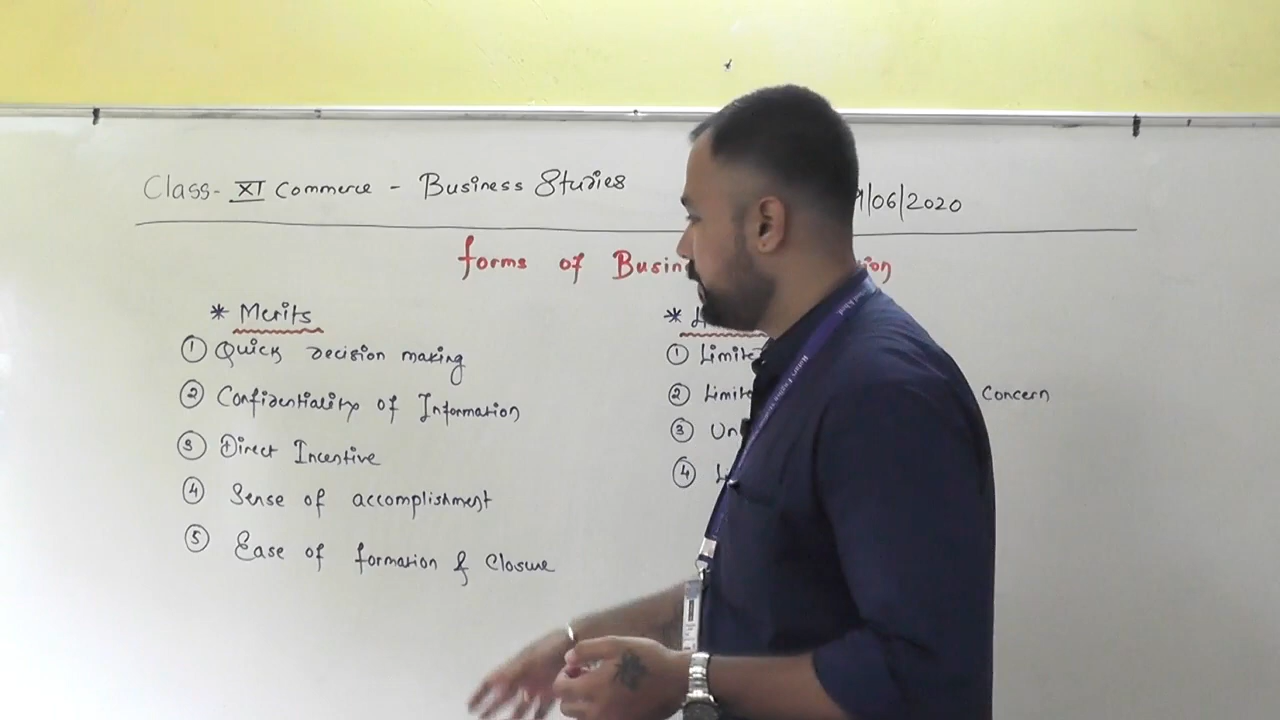 Class- XI Commerce - Business Studies
/06/2020
forms of
* Merits
*
① Quick Decision making
② Confidentiality of Information
③ Direct Incentive
④ Sense of accomplishment
⑤ Ease of formation & Closure
①
②
Concern
③
④